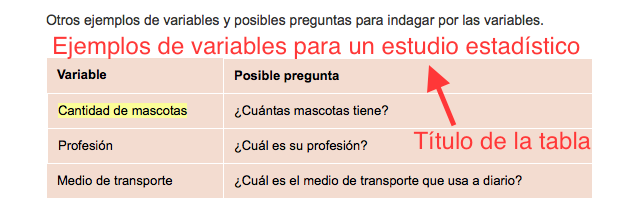 Otros ejemplos de variables y posibles preguntas para indagar por las variables.
Ejemplos de variables para un estudio estadístico
Variable Posible pregunta
Cantidad de mascotas ¿Cuántas mascotas tiene?
Profesión ¿Cuál es su profesión?
Título de la tabla
Medio de transporte ¿Cuál es el medio de transporte que usa a diario?